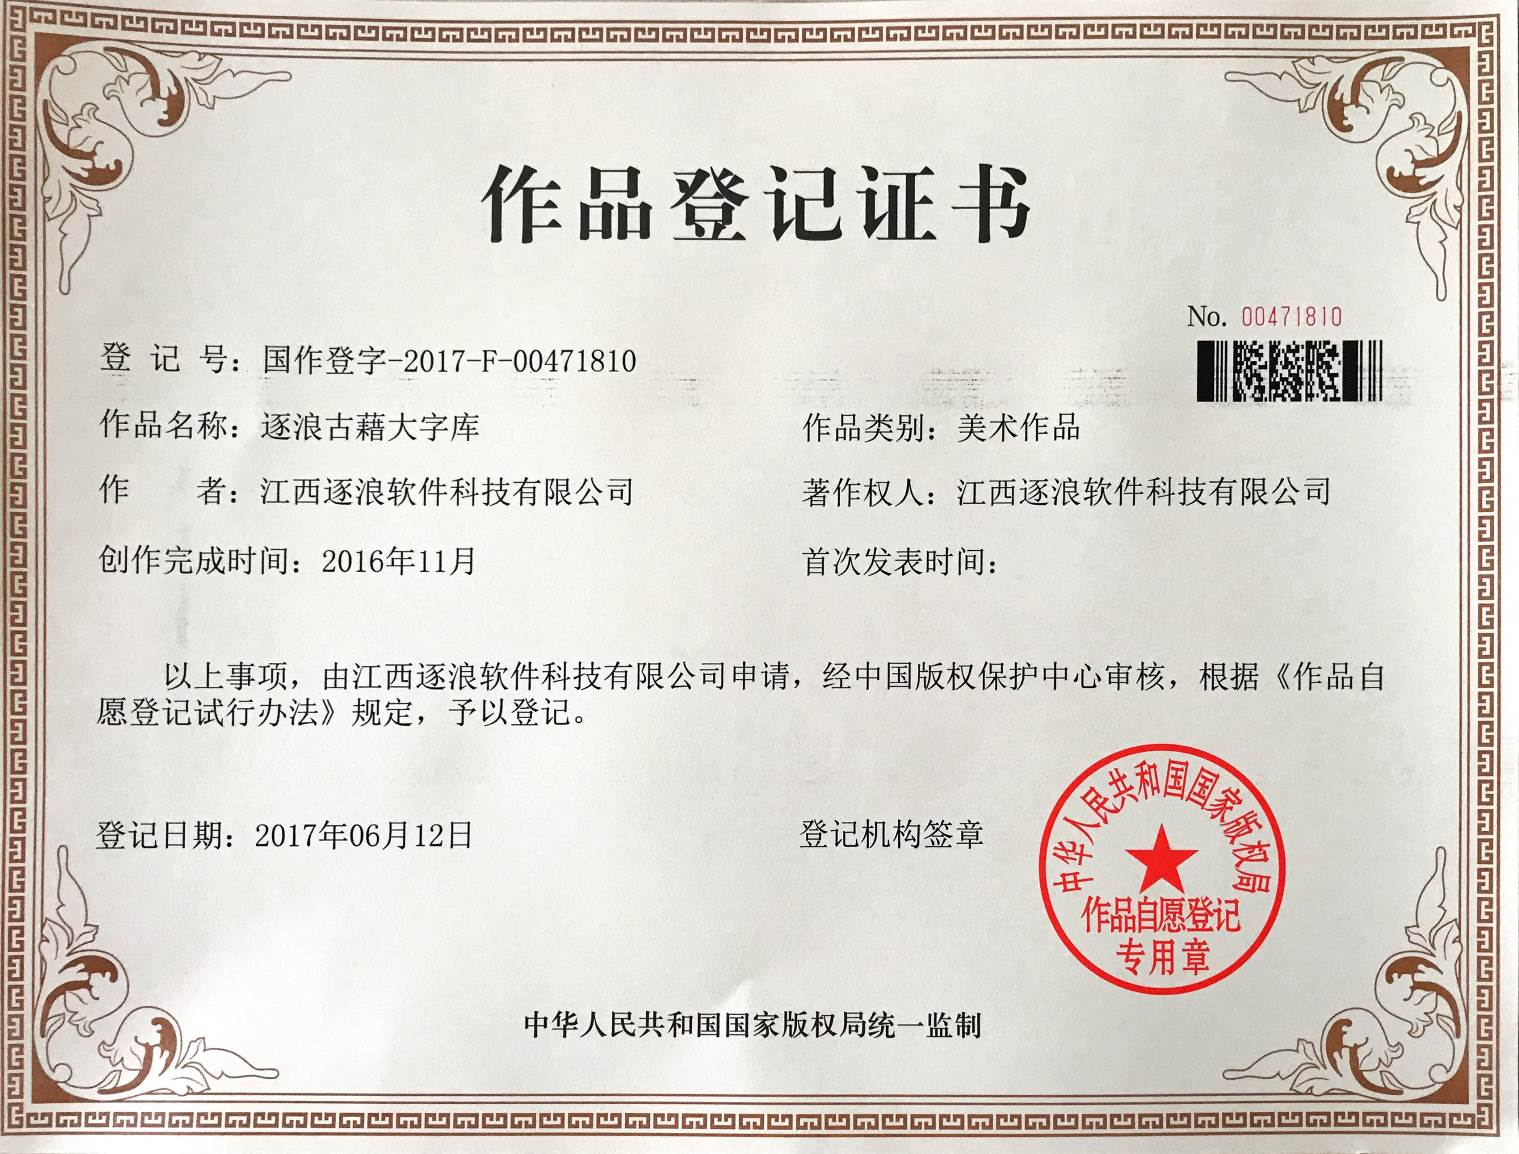 作品登记证书
No. 00471810
登 记 号：国作登字-2017-F-00471810
作品名称：逐浪古藉大字库
作品类别：美术作品
作 者：江西逐浪软件科技有限公司
著作权人：江西逐浪软件科技有限公司
创作完成时间：2016年11月
首次发表时间：
以上事项，由江西逐浪软件科技有限公司申请，经中国版权保护中心审核，根据《作品自
愿登记试行办法》规定，予以登记。
登记日期：2017年06月12日
登记机构签章
中华人民共和国国家版权局
作品自愿登记
专用章
中华人民共和国国家版权局统一监制